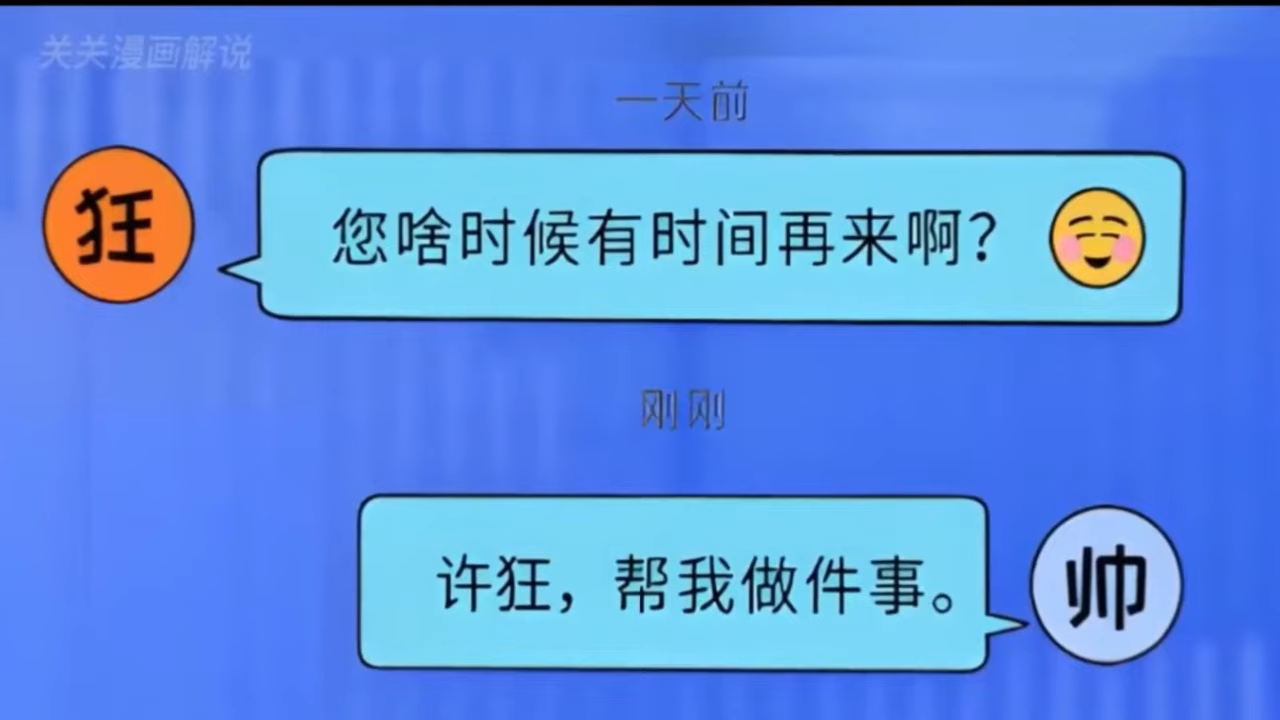 关关漫画解说
一天前
狂
您啥时候有时间再来啊？
刚刚
许狂，帮我做件事。
帅